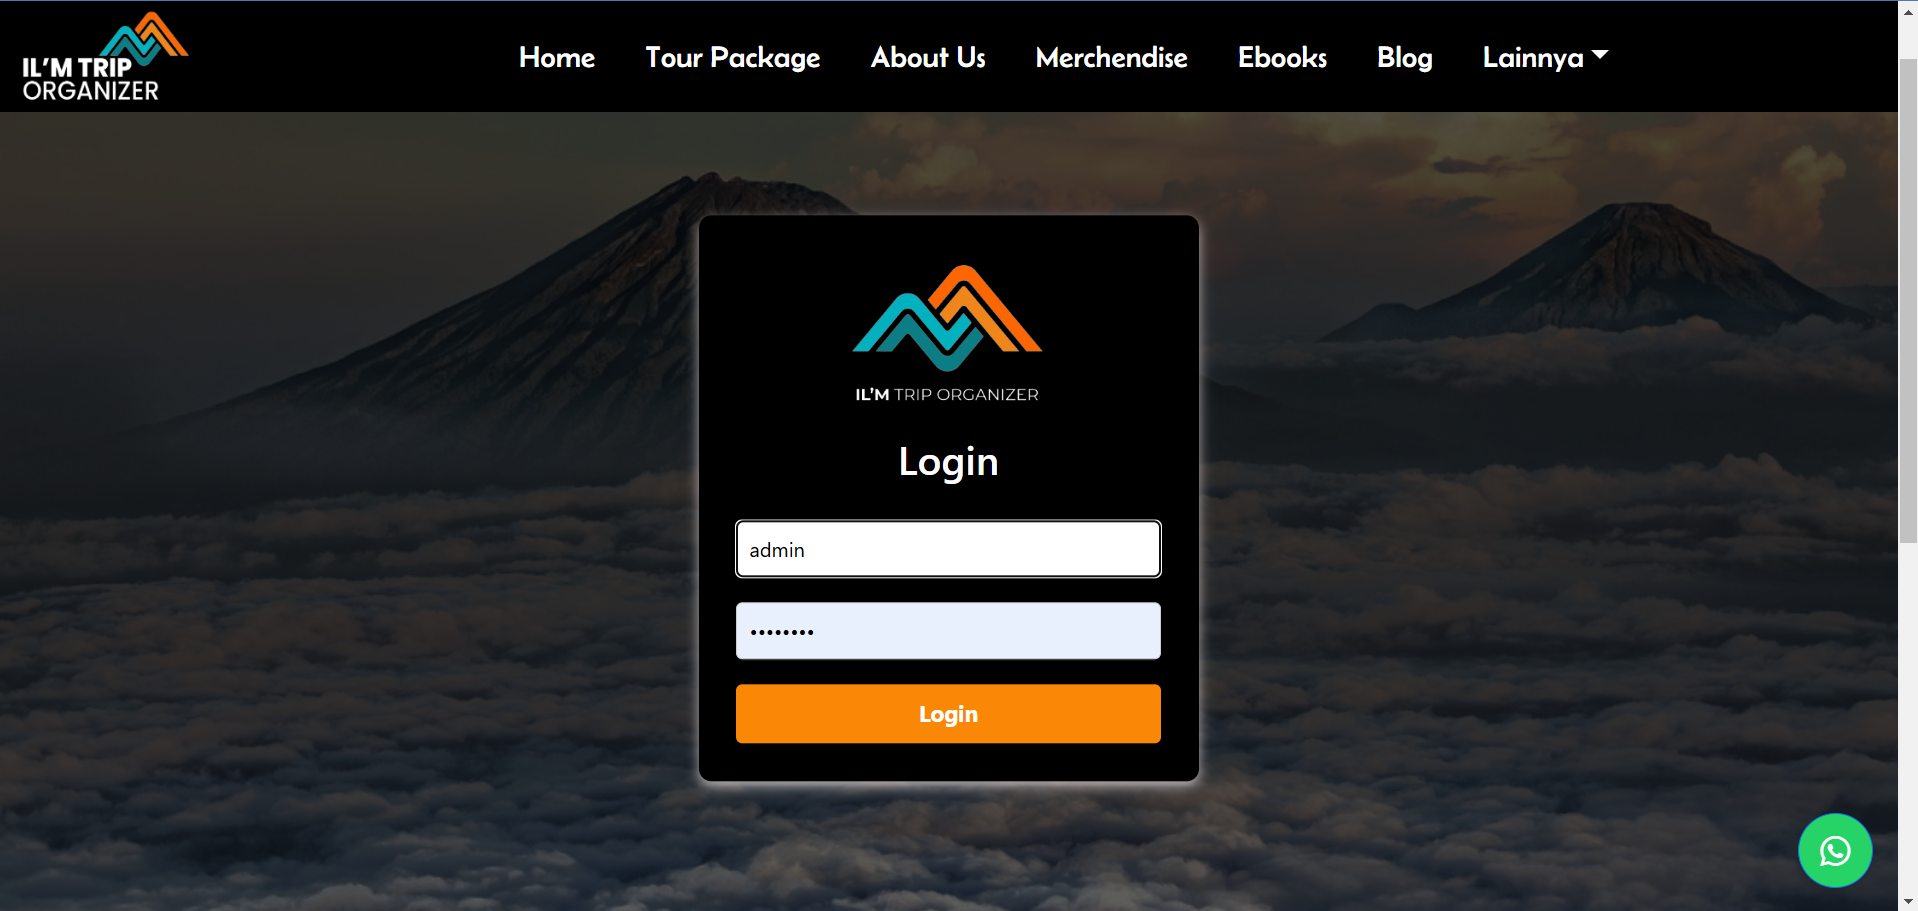 IL'M TRIP
ORGANIZER
Home Tour Package About Us Merchendise Ebooks Blog Lainnya
IL'M TRIP ORGANIZER
Login
admin
••••••••
Login